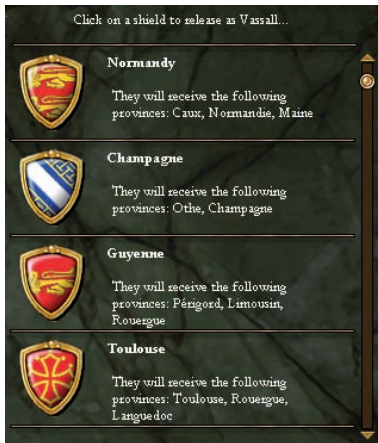 Click on a shield to release as Vassall...
Normandy
They will receive the following
provinces: Caux, Normandie, Maine
Champagne
They will receive the following
provinces: Othe, Champagne
Guyenne
They will receive the following
provinces: Périgord, Limousin,
Rouergue
Toulouse
They will receive the following
provinces: Toulouse, Rouergue,
Languedoc